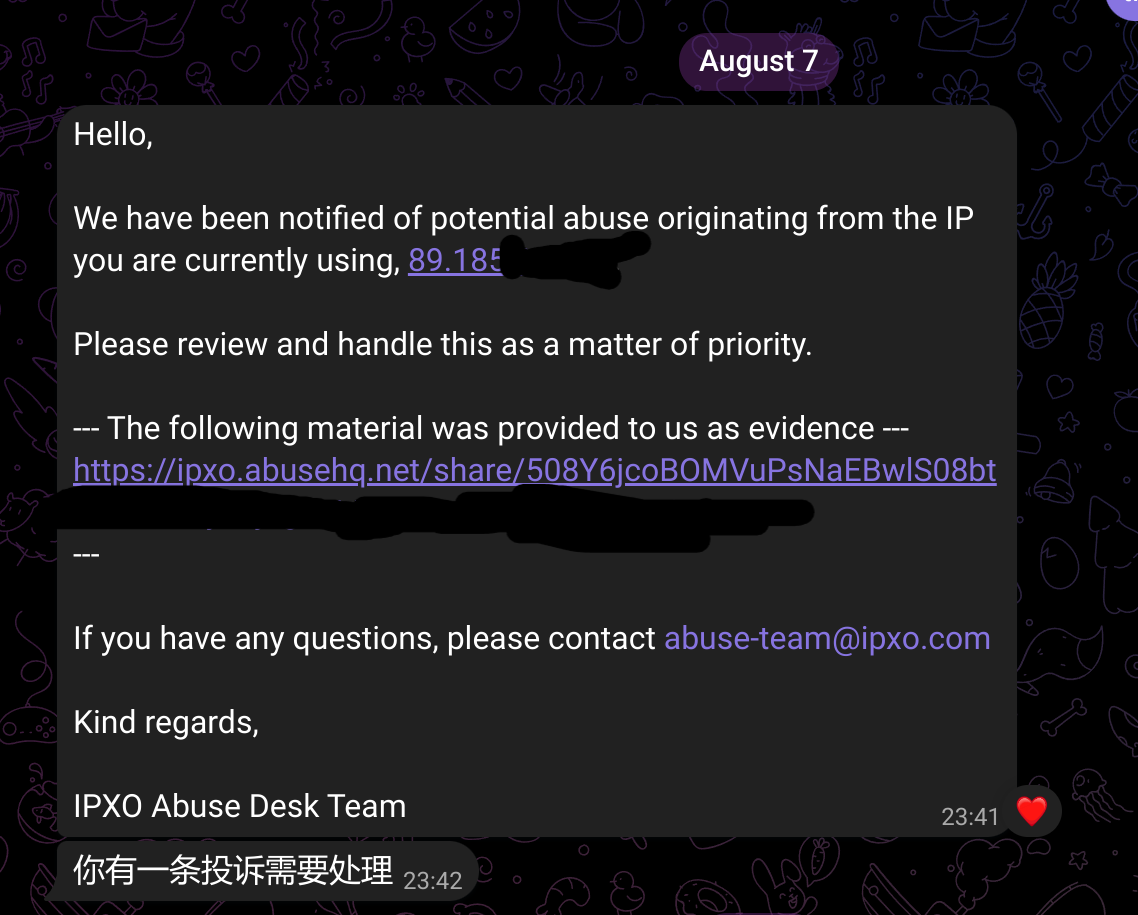 August 7
Hello,
We have been notified of potential abuse originating from the IP
you are currently using, 89.185
Please review and handle this as a matter of priority.
--- The following material was provided to us as evidence ---
https://ipxo.abusehq.net/share/508Y6jcoBOMVuPsNaEBwlS08bt
---
If you have any questions, please contact abuse-team@ipxo.com
Kind regards,
IPXO Abuse Desk Team
23:41
你有一条投诉需要处理 23:42